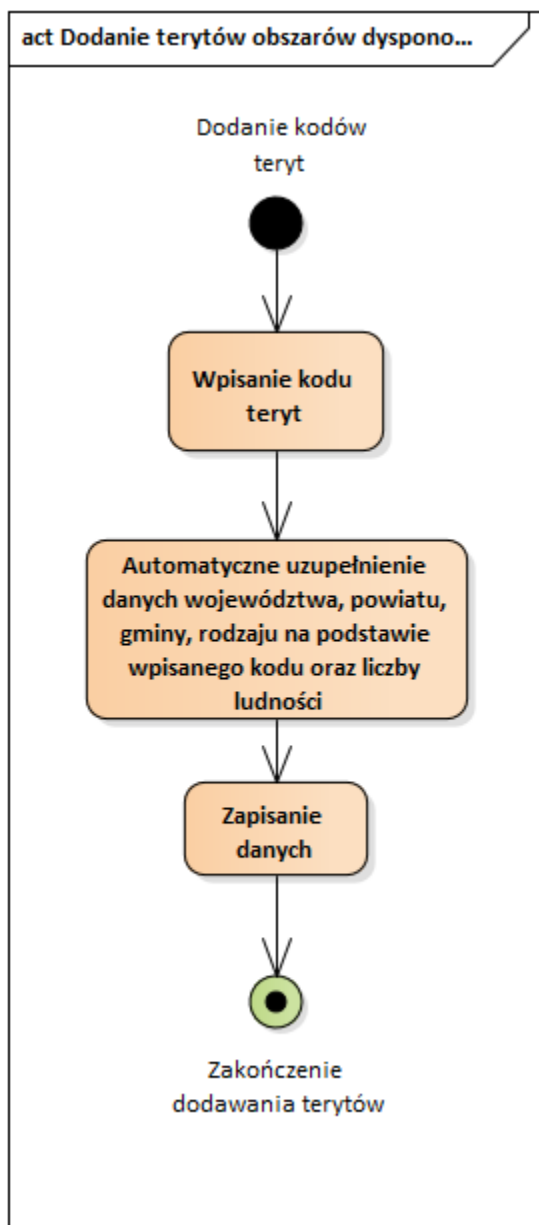 act Dodanie terytów obszarów dyspono...
Dodanie kodów
teryt
Wpisanie kodu
teryt
Automatyczne uzupełnienie
danych województwa, powiatu,
gminy, rodzaju na podstawie
wpisanego kodu oraz liczby
ludności
Zapisanie
danych
Zakończenie
dodawania terytów